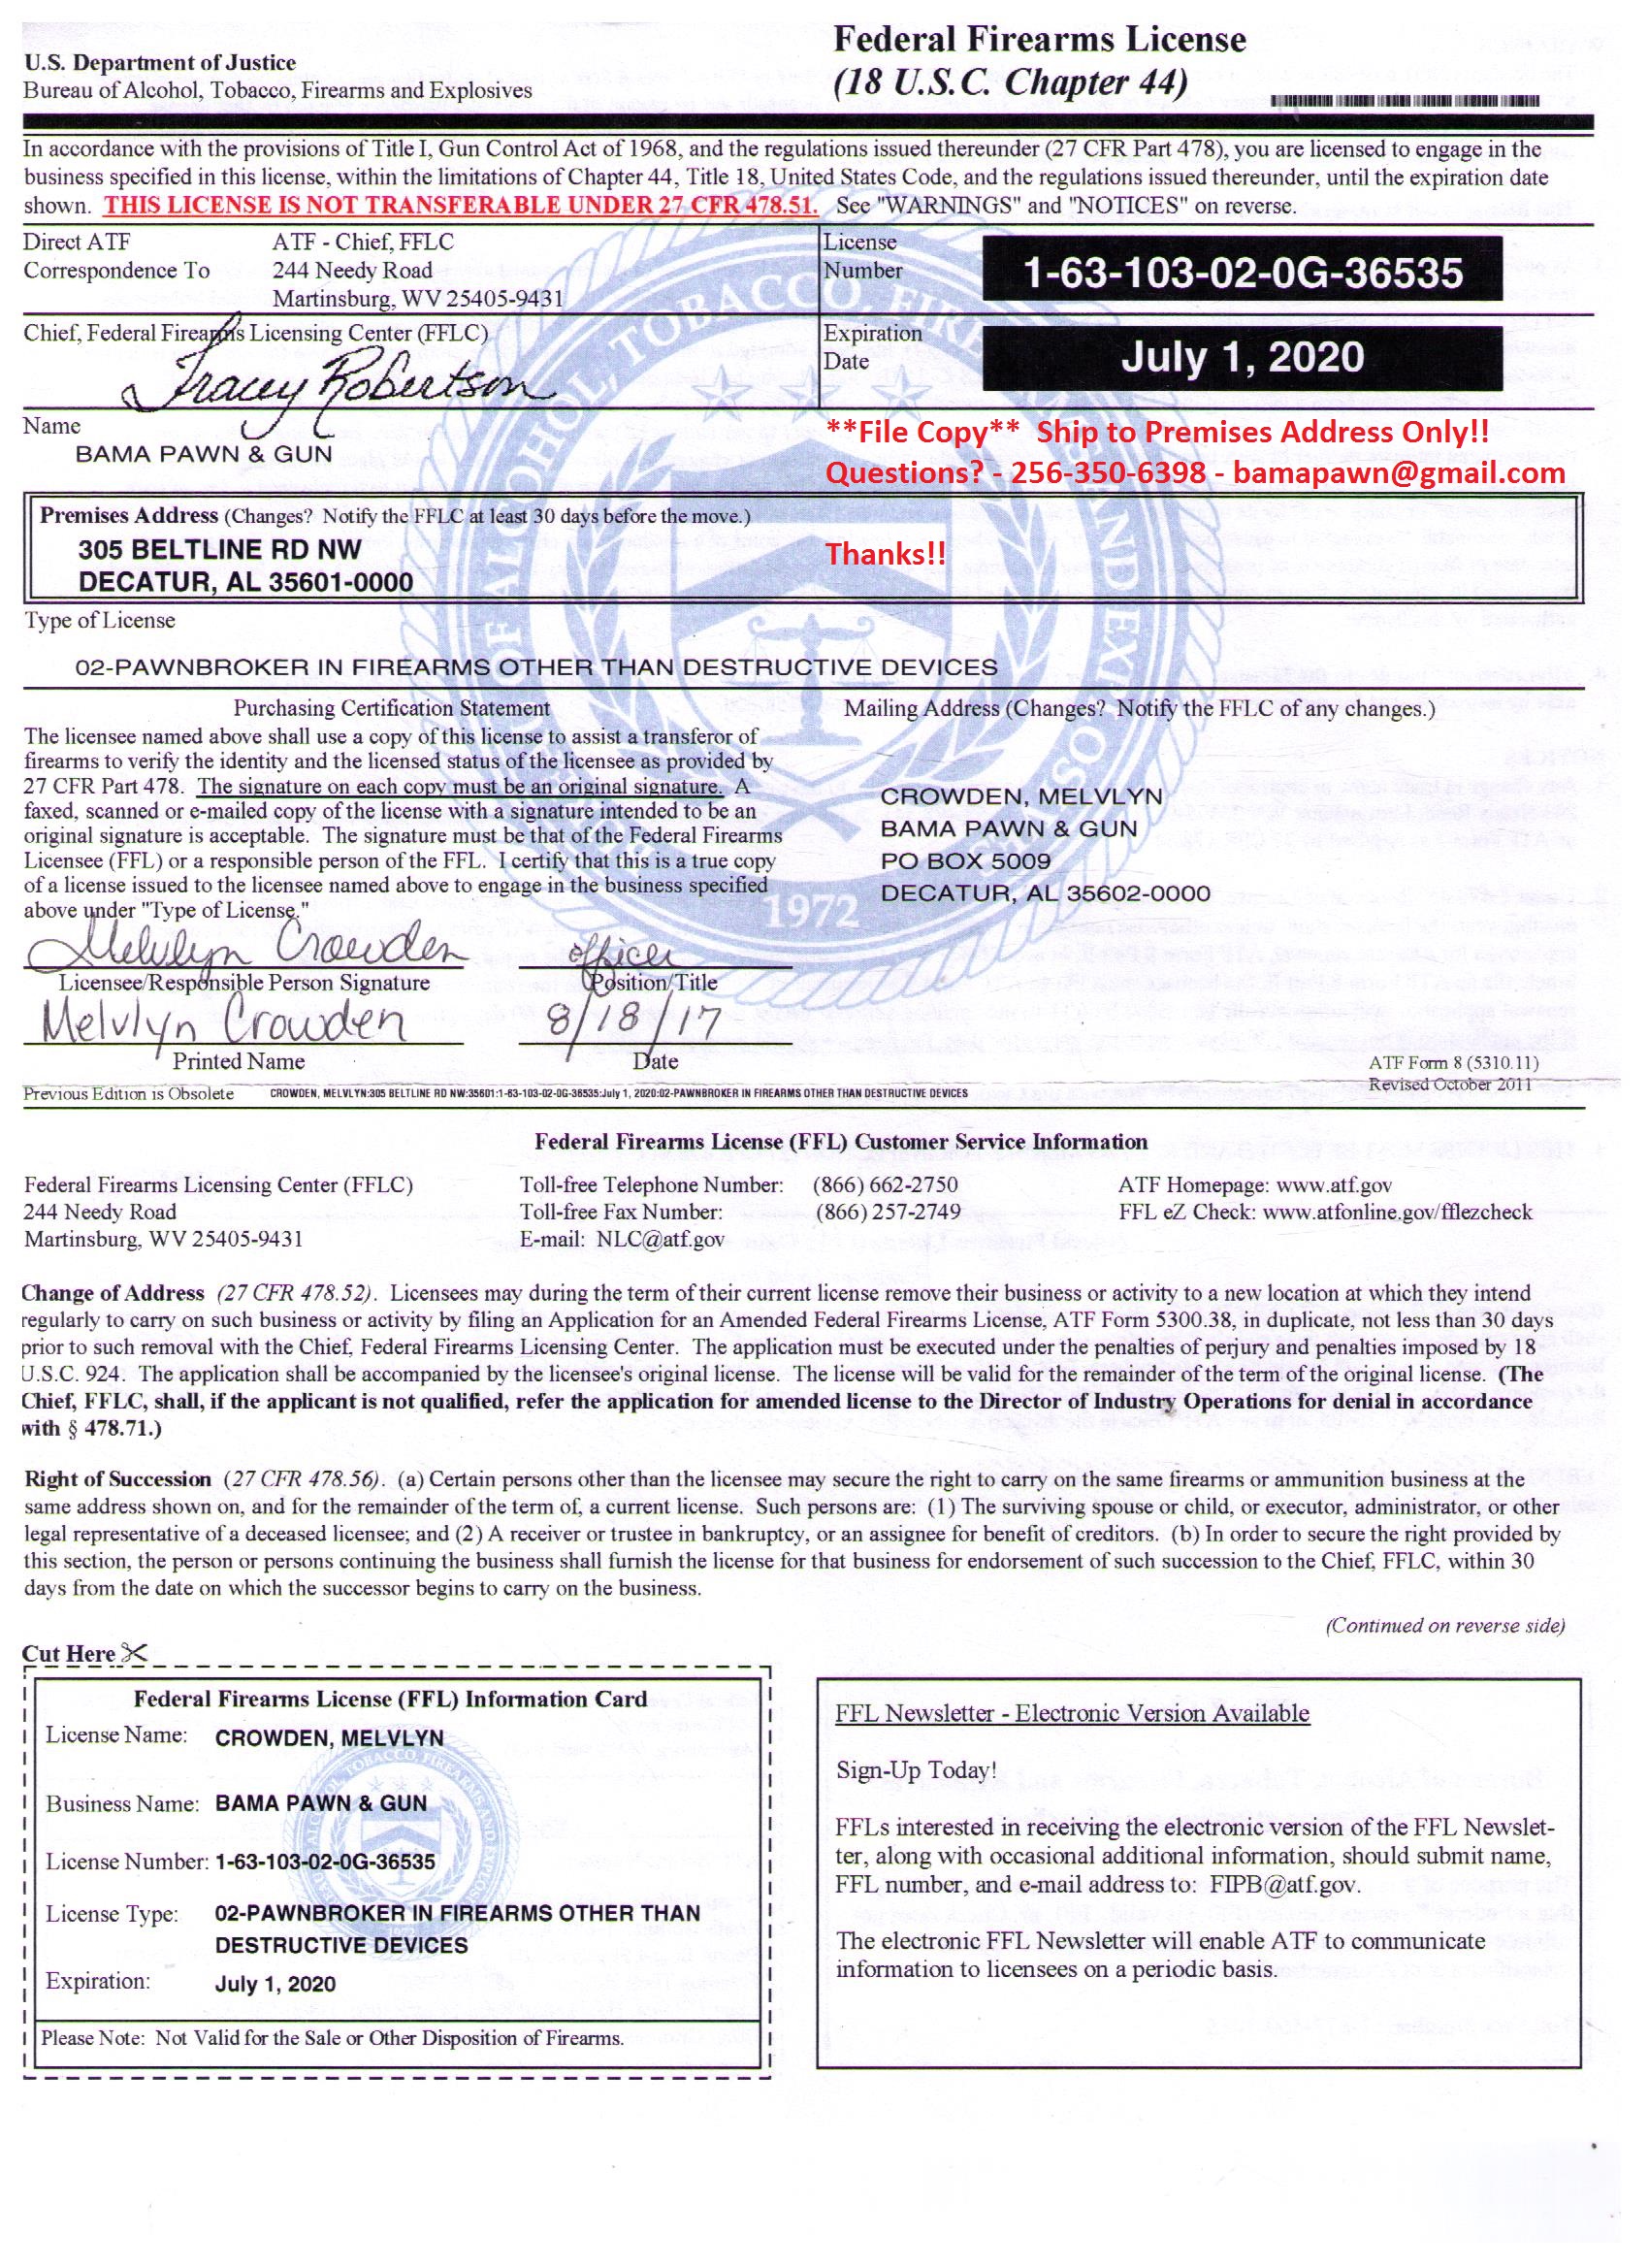 U.S. Department of Justice
Bureau of Alcohol, Tobacco, Firearms and Explosives
Federal Firearms License
(18 U.S.C. Chapter 44)
In accordance with the provisions of Title I, Gun Control Act of 1968, and the regulations issued thereunder (27 CFR Part 478), you are licensed to engage in the
business specified in this license, within the limitations of Chapter 44, Title 18, United States Code, and the regulations issued thereunder, until the expiration date
shown. THIS LICENSE IS NOT TRANSFERABLE UNDER 27 CFR 478.51. See "WARNINGS" and "NOTICES" on reverse.
Direct ATF
Correspondence To
ATF - Chief, FFLC
244 Needy Road
Martinsburg, WV 25405-9431
License
Number
1-63-103-02-0G-36535
Chief, Federal Firearms Licensing Center (FFLC)
Tracey Robertson
Expiration
Date
July 1, 2020
Name
BAMA PAWN & GUN
**File Copy** Ship to Premises Address Only!!
Questions? - 256-350-6398 - bamapawn@gmail.com
Premises Address (Changes? Notify the FFLC at least 30 days before the move.)
305 BELTLINE RD NW
DECATUR, AL 35601-0000
Thanks!!
Type of License
02-PAWNBROKER IN FIREARMS OTHER THAN DESTRUCTIVE DEVICES
Purchasing Certification Statement
The licensee named above shall use a copy of this license to assist a transferor of
firearms to verify the identity and the licensed status of the licensee as provided by
27 CFR Part 478. The signature on each copy must be an original signature. A
faxed, scanned or e-mailed copy of the license with a signature intended to be an
original signature is acceptable. The signature must be that of the Federal Firearms
Licensee (FFL) or a responsible person of the FFL. I certify that this is a true copy
of a license issued to the licensee named above to engage in the business specified
above under "Type of License."
Mailing Address (Changes? Notify the FFLC of any changes.)
CROWDEN, MELVLYN
BAMA PAWN & GUN
PO BOX 5009
DECATUR, AL 35602-0000
1972
Melvlyn Crowden
officer
Licensee/Responsible Person Signature
Position/Title
Melvlyn Crowden
8/18/17
Printed Name
Date
ATF Form 8 (5310.11)
Revised October 2011
Previous Edition is Obsolete
CROWDEN, MELVLYN:305 BELTLINE RD NW:35601:1-63-103-02-0G-36535:July 1, 2020:02-PAWNBROKER IN FIREARMS OTHER THAN DESTRUCTIVE DEVICES
Federal Firearms License (FFL) Customer Service Information
Federal Firearms Licensing Center (FFLC)
244 Needy Road
Martinsburg, WV 25405-9431
Toll-free Telephone Number: (866) 662-2750
Toll-free Fax Number: (866) 257-2749
E-mail: NLC@atf.gov
ATF Homepage: www.atf.gov
FFL eZ Check: www.atfonline.gov/fflezcheck
Change of Address (27 CFR 478.52). Licensees may during the term of their current license remove their business or activity to a new location at which they intend
regularly to carry on such business or activity by filing an Application for an Amended Federal Firearms License, ATF Form 5300.38, in duplicate, not less than 30 days
prior to such removal with the Chief, Federal Firearms Licensing Center. The application must be executed under the penalties of perjury and penalties imposed by 18
U.S.C. 924. The application shall be accompanied by the licensee's original license. The license will be valid for the remainder of the term of the original license. (The
Chief, FFLC, shall, if the applicant is not qualified, refer the application for amended license to the Director of Industry Operations for denial in accordance
with § 478.71.)
Right of Succession (27 CFR 478.56). (a) Certain persons other than the licensee may secure the right to carry on the same firearms or ammunition business at the
same address shown on, and for the remainder of the term of, a current license. Such persons are: (1) The surviving spouse or child, or executor, administrator, or other
legal representative of a deceased licensee; and (2) A receiver or trustee in bankruptcy, or an assignee for benefit of creditors. (b) In order to secure the right provided by
this section, the person or persons continuing the business shall furnish the license for that business for endorsement of such succession to the Chief, FFLC, within 30
days from the date on which the successor begins to carry on the business.
(Continued on reverse side)
Cut Here
Federal Firearms License (FFL) Information Card
License Name: CROWDEN, MELVLYN
Business Name: BAMA PAWN & GUN
License Number: 1-63-103-02-0G-36535
License Type: 02-PAWNBROKER IN FIREARMS OTHER THAN
DESTRUCTIVE DEVICES
Expiration: July 1, 2020
Please Note: Not Valid for the Sale or Other Disposition of Firearms.
FFL Newsletter - Electronic Version Available
Sign-Up Today!
FFLs interested in receiving the electronic version of the FFL Newslet-
ter, along with occasional additional information, should submit name,
FFL number, and e-mail address to: FIPB@atf.gov.
The electronic FFL Newsletter will enable ATF to communicate
information to licensees on a periodic basis.